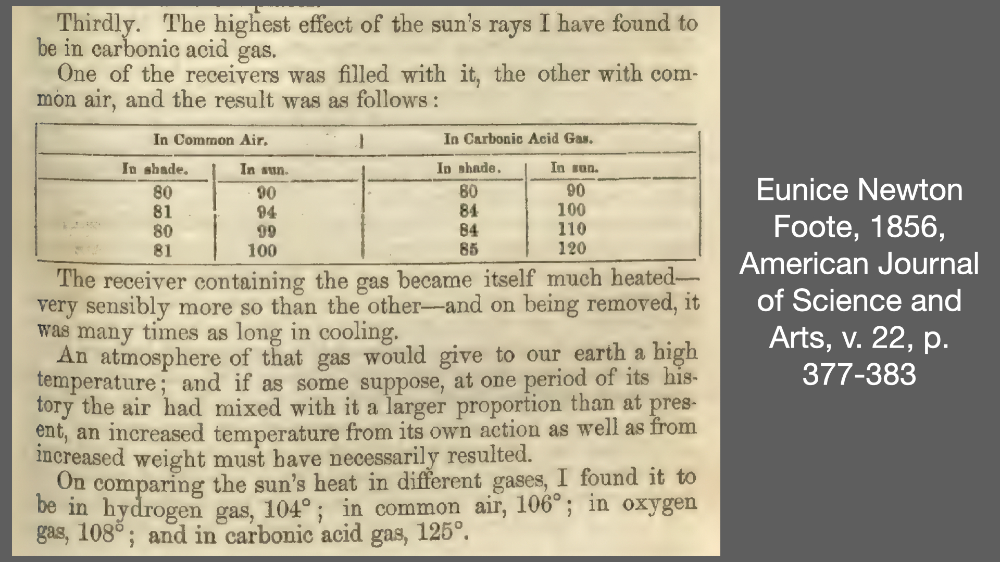 Thirdly. The highest effect of the sun's rays I have found to
be in carbonic acid gas.
One of the receivers was filled with it, the other with com-
mon air, and the result was as follows:
In Common Air. In Carbonic Acid Gas.
In shade. In sun. In shade. In sun.
80 90 80 90
81 94 84 100
80 99 84 110
81 100 85 120
The receiver containing the gas became itself much heated—
very sensibly more so than the other—and on being removed, it
was many times as long in cooling.
An atmosphere of that gas would give to our earth a high
temperature; and if as some suppose, at one period of its his-
tory the air had mixed with it a larger proportion than at pres-
ent, an increased temperature from its own action as well as from
increased weight must have necessarily resulted.
On comparing the sun's heat in different gases, I found it to
be in hydrogen gas, 104°; in common air, 106°; in oxygen
gas, 108°; and in carbonic acid gas, 125°.
Eunice Newton
Foote, 1856,
American Journal
of Science and
Arts, v. 22, p.
377-383